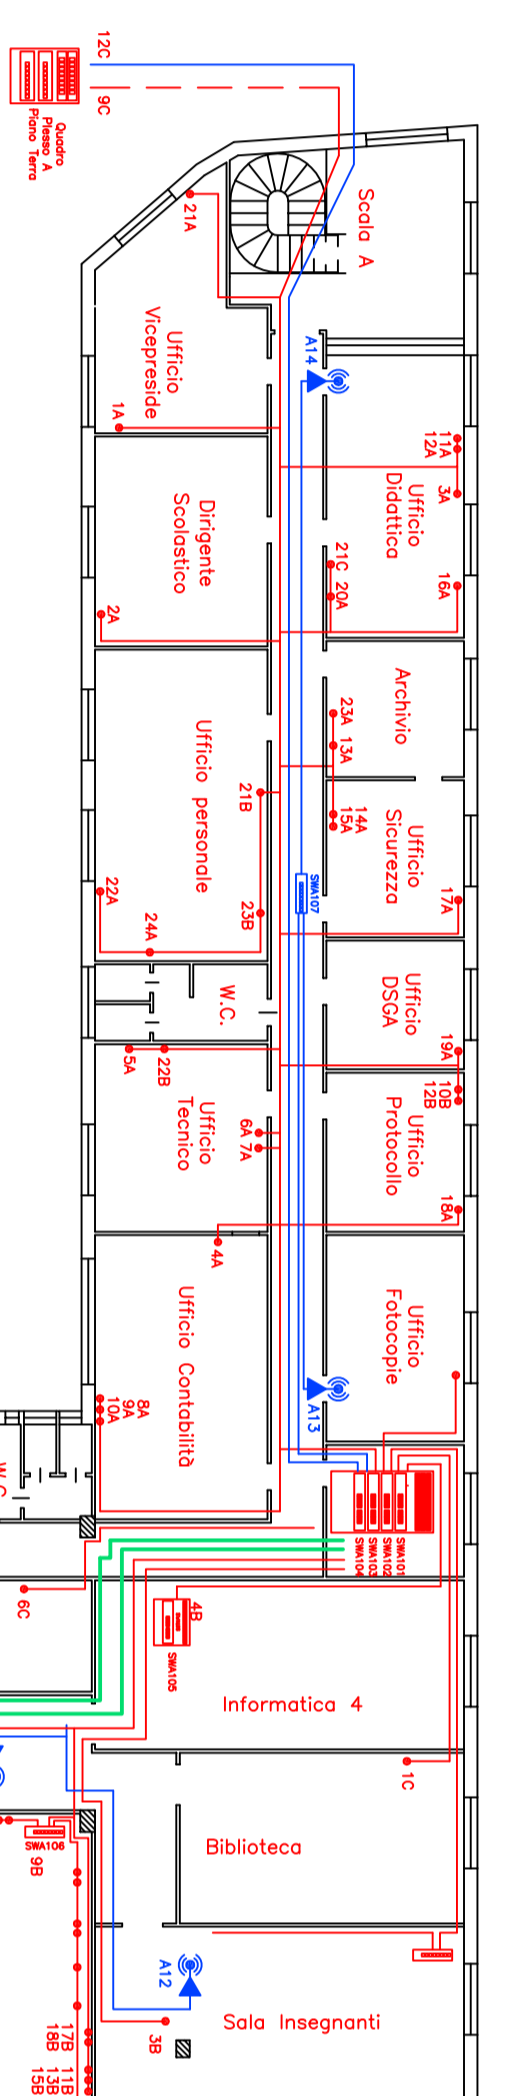 12C
9C
Quadro
Plesso A
Piano Terra
Scala A
21A
Ufficio
Vicepreside
1A
A14
11A
12A
3A
Ufficio
Didattica
21C
20A
16A
Dirigente
Scolastico
2A
Archivio
23A
13A
14A
15A
Ufficio
Sicurezza
17A
Ufficio personale
21B
23B
22A
24A
SWA107
W.C.
Ufficio
DSGA
19A
10B
12B
Ufficio
Protocollo
18A
5A
22B
Ufficio
Tecnico
6A
7A
4A
Ufficio
Fotocopie
A13
Ufficio Contabilità
8A
9A
10A
SWA101
SWA102
SWA103
SWA104
W.C.
6C
4B
SWA105
Informatica 4
1C
Biblioteca
SWA106
9B
A12
3B
Sala Insegnanti
17B
18B
11B
13B
15B